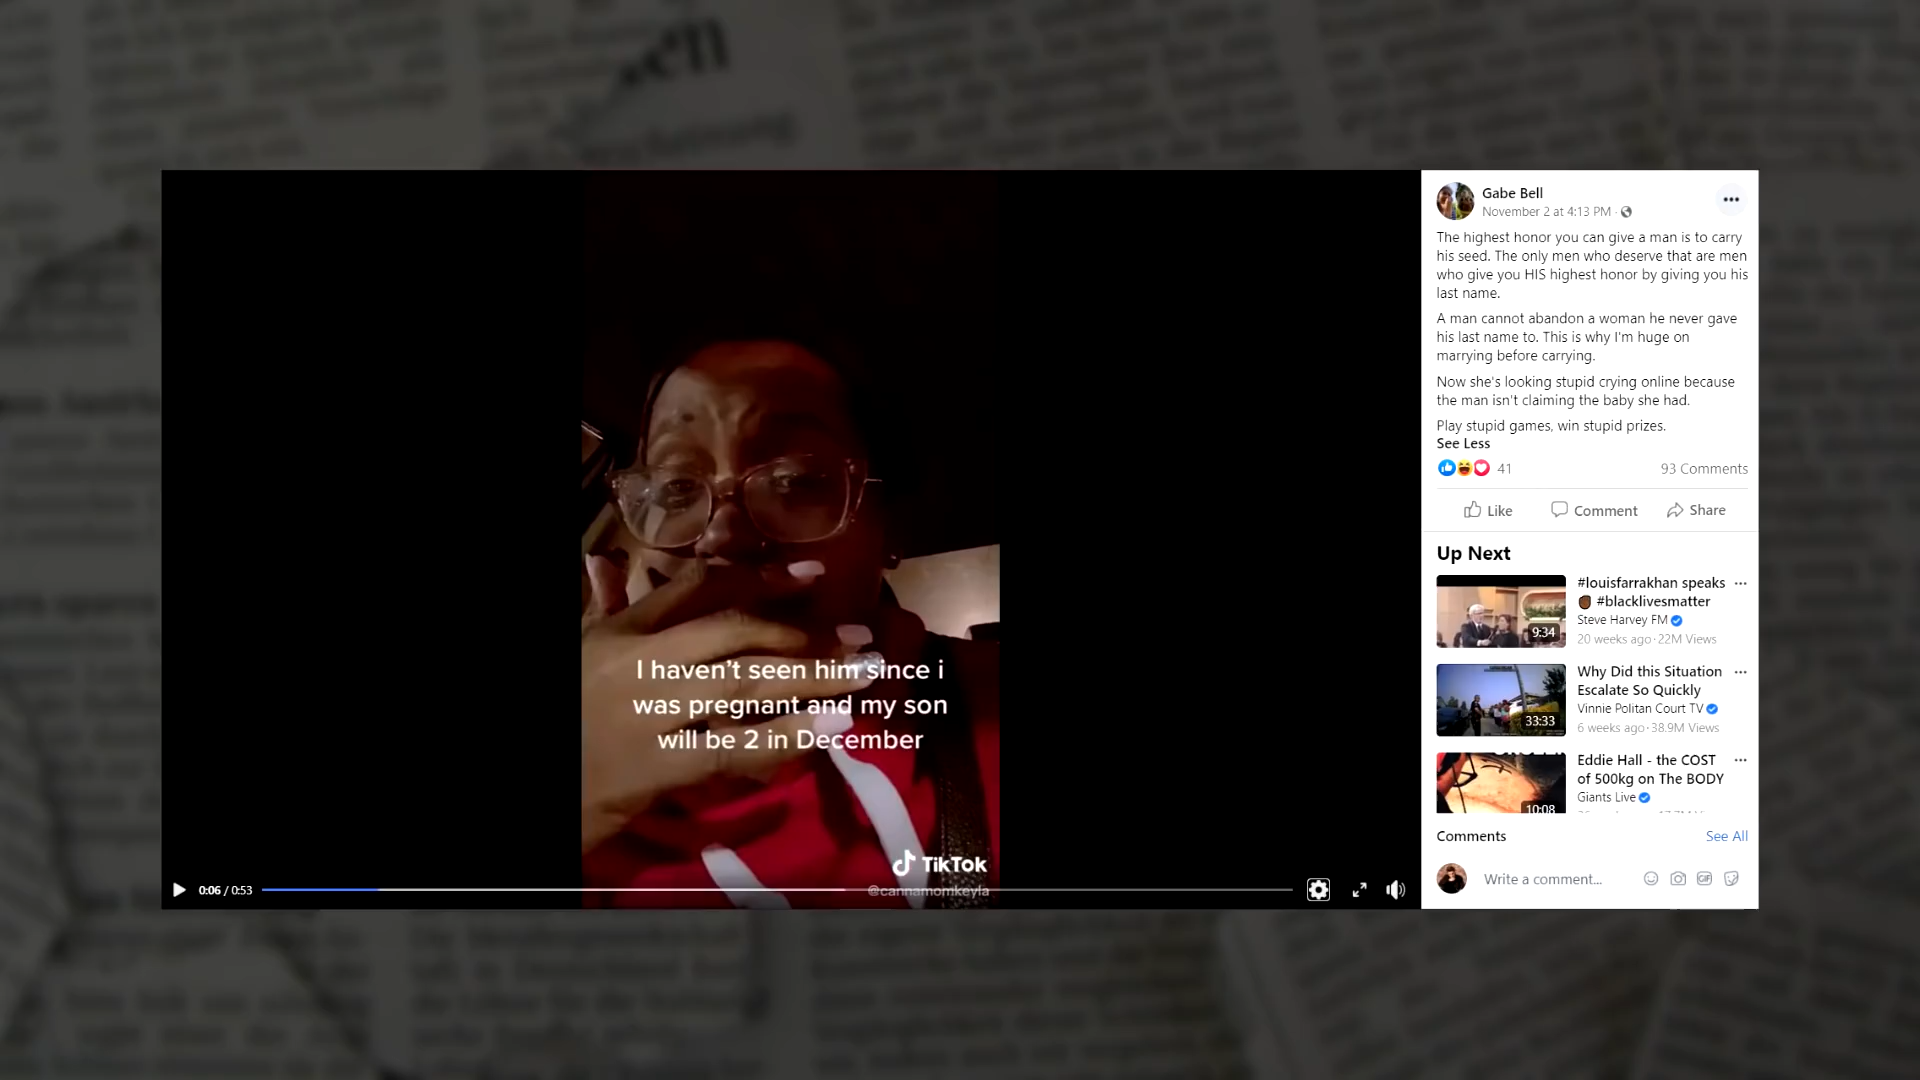 I haven't seen him since i
was pregnant and my son
will be 2 in December
TikTok
@cannamomkeyla
0:06 / 0:53
Gabe Bell
November 2 at 4:13 PM ·
The highest honor you can give a man is to carry
his seed. The only men who deserve that are men
who give you HIS highest honor by giving you his
last name.
A man cannot abandon a woman he never gave
his last name to. This is why I'm huge on
marrying before carrying.
Now she's looking stupid crying online because
the man isn't claiming the baby she had.
Play stupid games, win stupid prizes.
See Less
41
93 Comments
Like
Comment
Share
Up Next
9:34
#louisfarrakhan speaks
#blacklivesmatter
Steve Harvey FM
20 weeks ago · 22M Views
33:33
Why Did this Situation
Escalate So Quickly
Vinnie Politan Court TV
6 weeks ago · 38.9M Views
10:08
Eddie Hall - the COST
of 500kg on The BODY
Giants Live
Comments
See All
Write a comment...
GIF